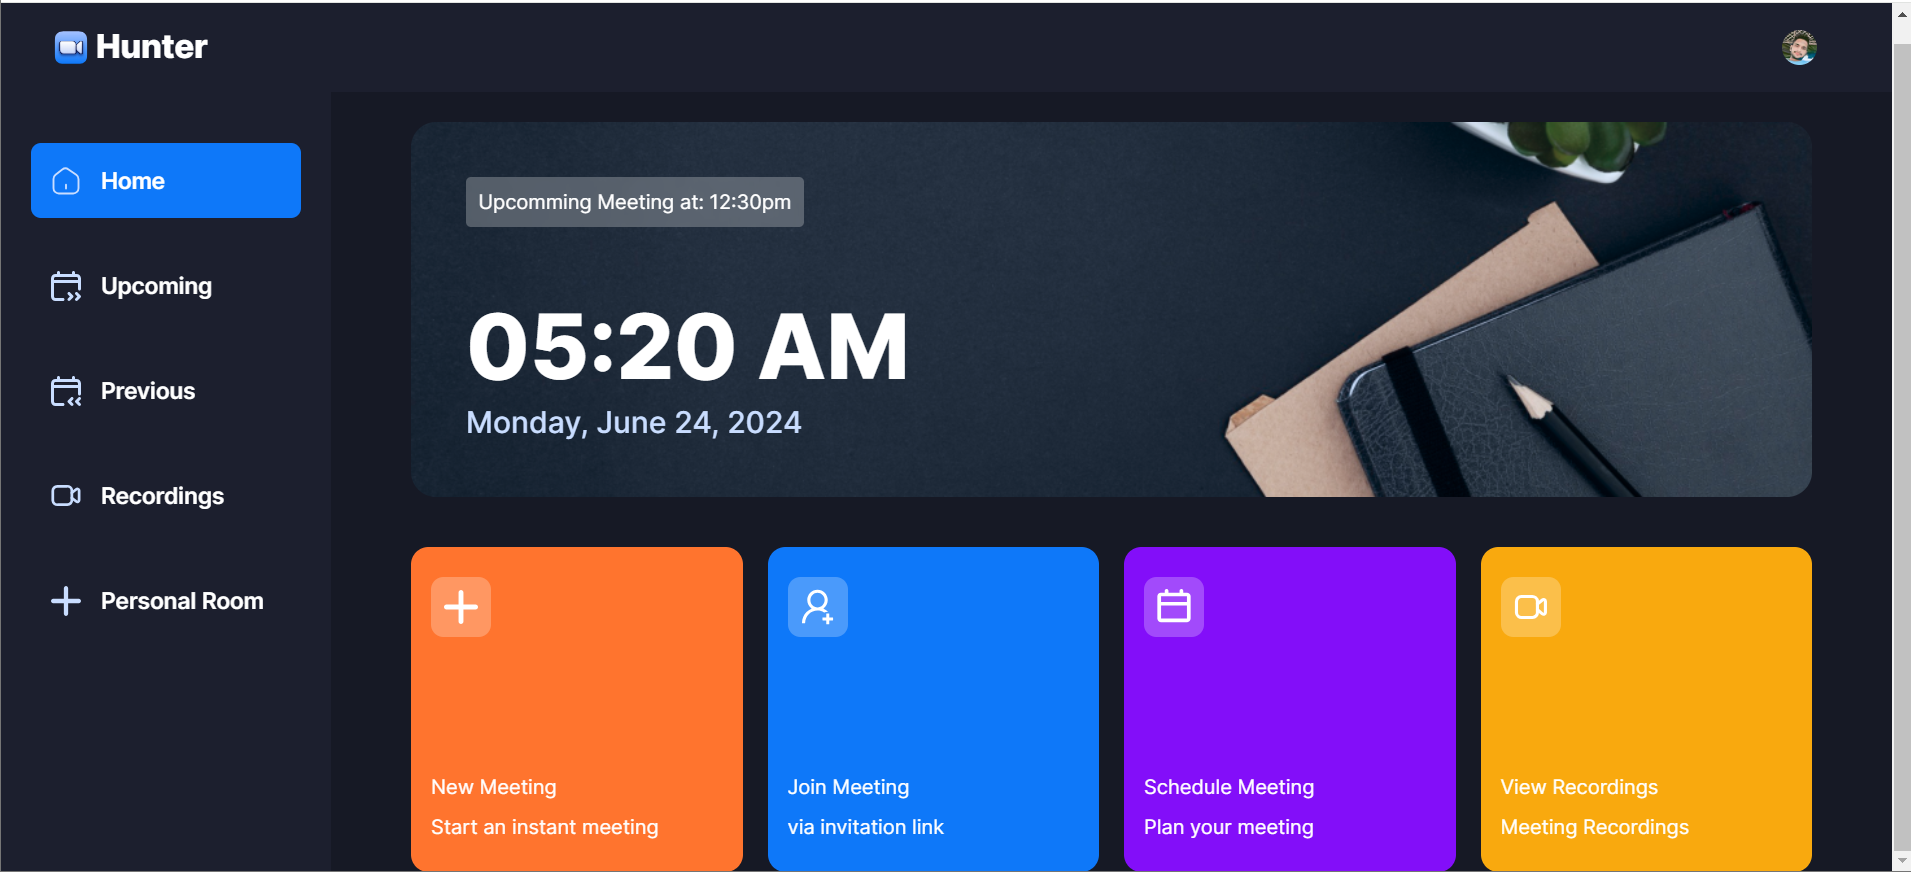 Hunter
Home
Upcoming
Previous
Recordings
Personal Room
Upcomming Meeting at: 12:30pm
05:20 AM
Monday, June 24, 2024
New Meeting
Start an instant meeting
Join Meeting
via invitation link
Schedule Meeting
Plan your meeting
View Recordings
Meeting Recordings